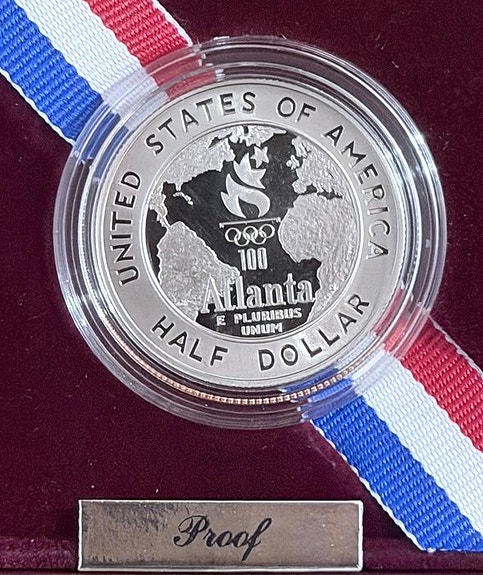 UNITED STATES OF AMERICA
100
Atlanta
E PLURIBUS
UNUM
HALF DOLLAR
Proof